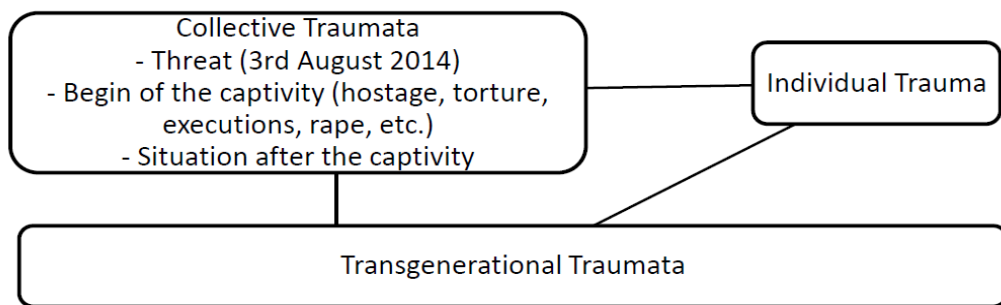 Collective Traumata
- Threat (3rd August 2014)
- Begin of the captivity (hostage, torture,
executions, rape, etc.)
- Situation after the captivity
Individual Trauma
Transgenerational Traumata